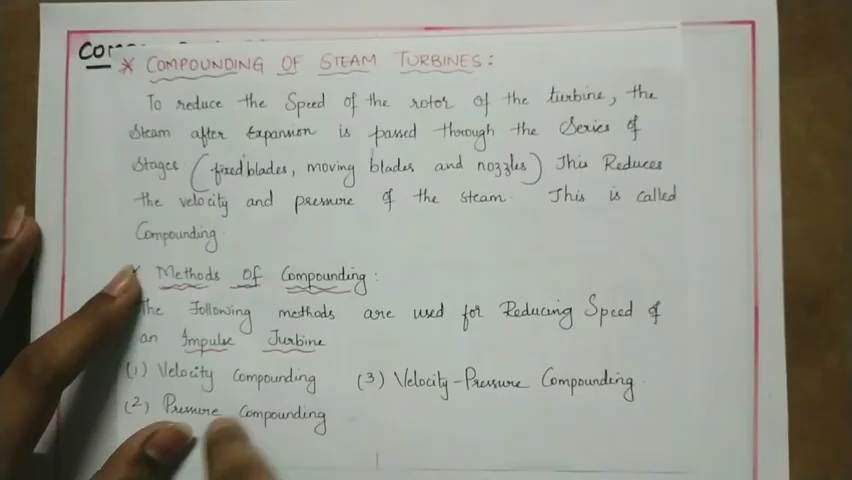 Com
* COMPOUNDING OF STEAM TURBINES:
To reduce the Speed of the rotor of the turbine, the
Steam after Expansion is passed through the Series of
Stages (fixed blades, moving blades and nozzles) This Reduces
the velocity and pressure of the steam. This is called
Compounding.
Methods of Compounding:
The Following methods are used for Reducing Speed of
an Impulse Turbine
(1) Velocity Compounding (3) Velocity-Pressure Compounding.
(2) Pressure Compounding